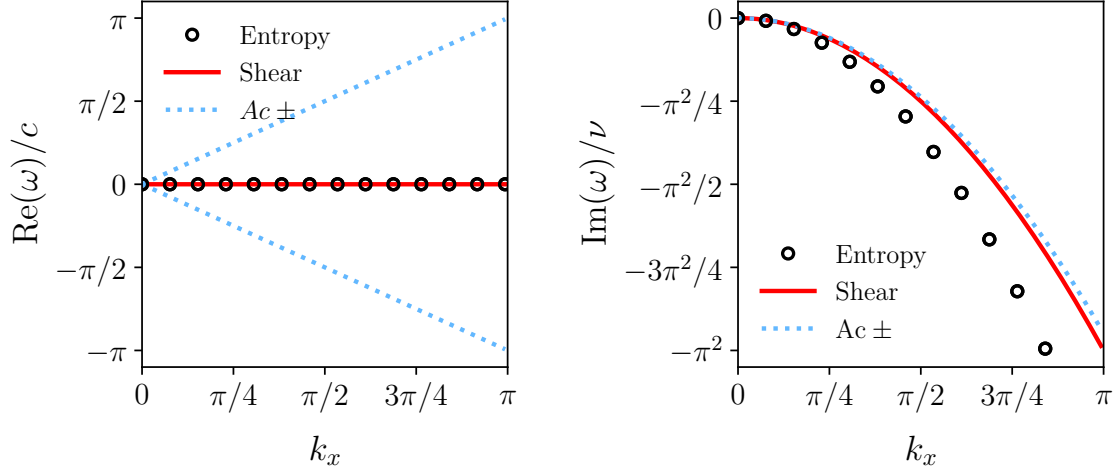 Re(ω)/c
π
π/2
0
−π/2
−π
Entropy
Shear
Ac ±
0 π/4 π/2 3π/4 π
k_x
Im(ω)/ν
0
−π²/4
−π²/2
−3π²/4
−π²
Entropy
Shear
Ac ±
0 π/4 π/2 3π/4 π
k_x